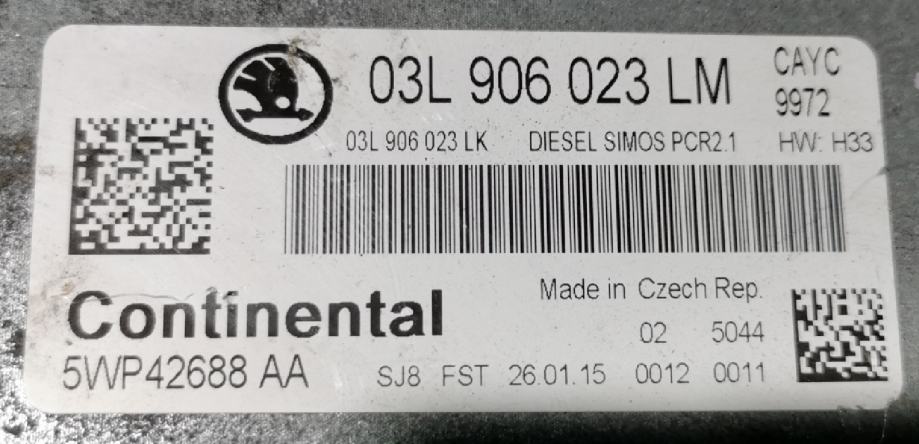 03L 906 023 LM CAYC
9972
03L 906 023 LK DIESEL SIMOS PCR2.1 HW: H33
Made in Czech Rep.
Continental
02 5044
5WP42688 AA SJ8 FST 26.01.15 0012 0011